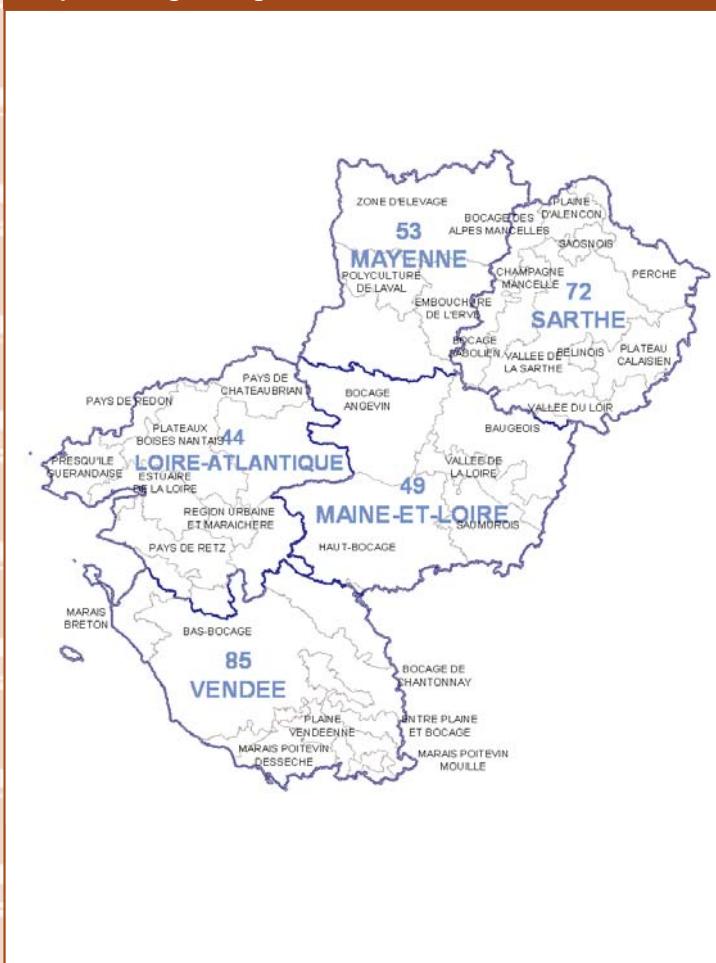 ZONE D'ELEVAGE
BOCAGE DES
ALPES MANCELLES
PLAINE
D'ALENCON
53
MAYENNE
SAOSNOIS
POLYCULTURE
DE LAVAL
CHAMPAGNE
MANCELLE
PERCHE
72
SARTHE
EMBOUCHURE
DE L'ERVE
BOCAGE
SABOLIEN
VALLEE DE
LA SARTHE
BELINOIS
PLATEAU
CALAISIEN
VALLEE DU LOIR
PAYS DE
CHATEAUBRIAN
BOCAGE
ANGEVIN
PAYS DE REDON
BAUGEOIS
PLATEAUX
BOISES NANTAIS
44
LOIRE-ATLANTIQUE
PRESQU'ILE
GUERANDAISE
ESTUAIRE
DE LA LOIRE
VALLEE DE
LA LOIRE
49
MAINE-ET-LOIRE
REGION URBAINE
ET MARAICHERE
SAUMUROIS
PAYS DE RETZ
HAUT-BOCAGE
MARAIS
BRETON
BAS-BOCAGE
85
VENDEE
BOCAGE DE
CHANTONNAY
PLAINE
VENDEENNE
ENTRE PLAINE
ET BOCAGE
MARAIS POITEVIN
DESSECHE
MARAIS POITEVIN
MOUILLE